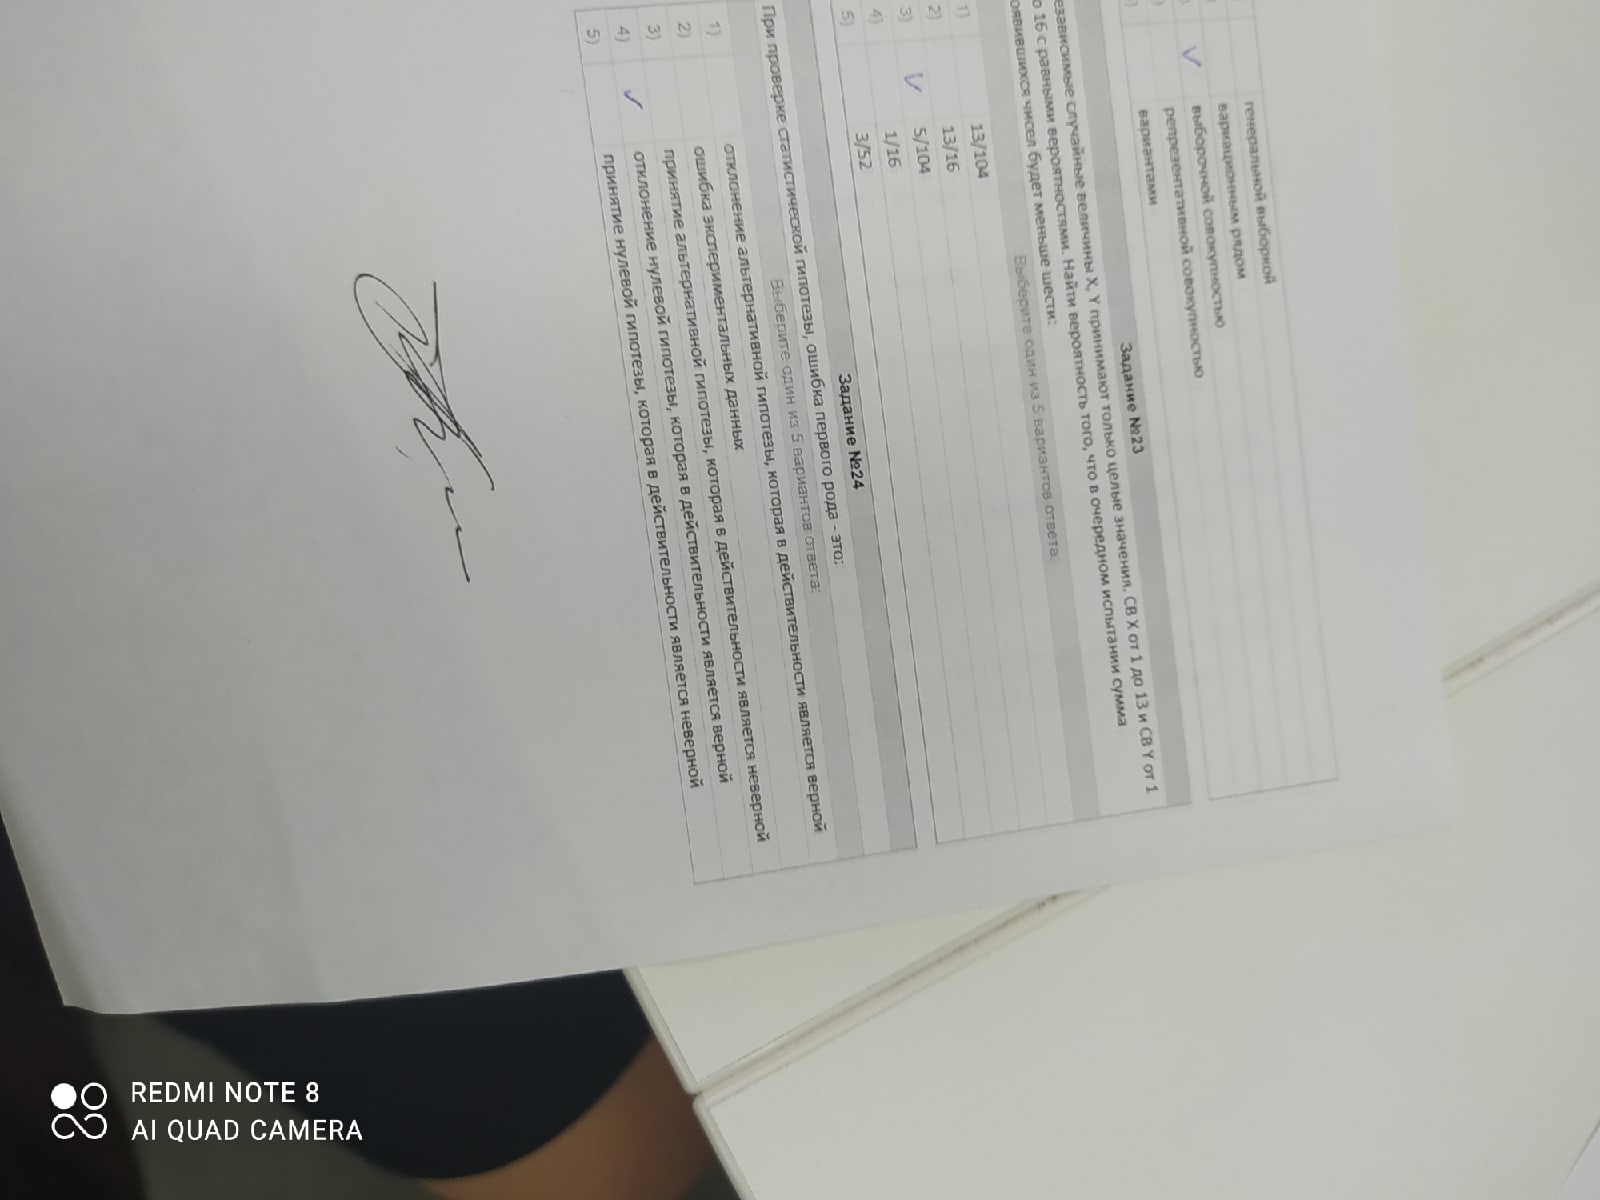 генеральной выборкой
вариационным рядом
выборочной совокупностью
репрезентативной совокупностью
вариантами
Задание №23
езависимые случайные величины X, Y принимают только целые значения. СВ X от 1 до 13 и СВ Y от 1
о 16 с равными вероятностями. Найти вероятность того, что в очередном испытании сумма
оявившихся чисел будет меньше шести:
Выберите один из 5 вариантов ответа:
1) 13/104
2) 13/16
3) 5/104
4) 1/16
5) 3/52
Задание №24
При проверке статистической гипотезы, ошибка первого рода - это:
Выберите один из 5 вариантов ответа:
1) отклонение альтернативной гипотезы, которая в действительности является верной
2) ошибка экспериментальных данных
3) принятие альтернативной гипотезы, которая в действительности является неверной
4) отклонение нулевой гипотезы, которая в действительности является верной
5) принятие нулевой гипотезы, которая в действительности является неверной
REDMI NOTE 8
AI QUAD CAMERA